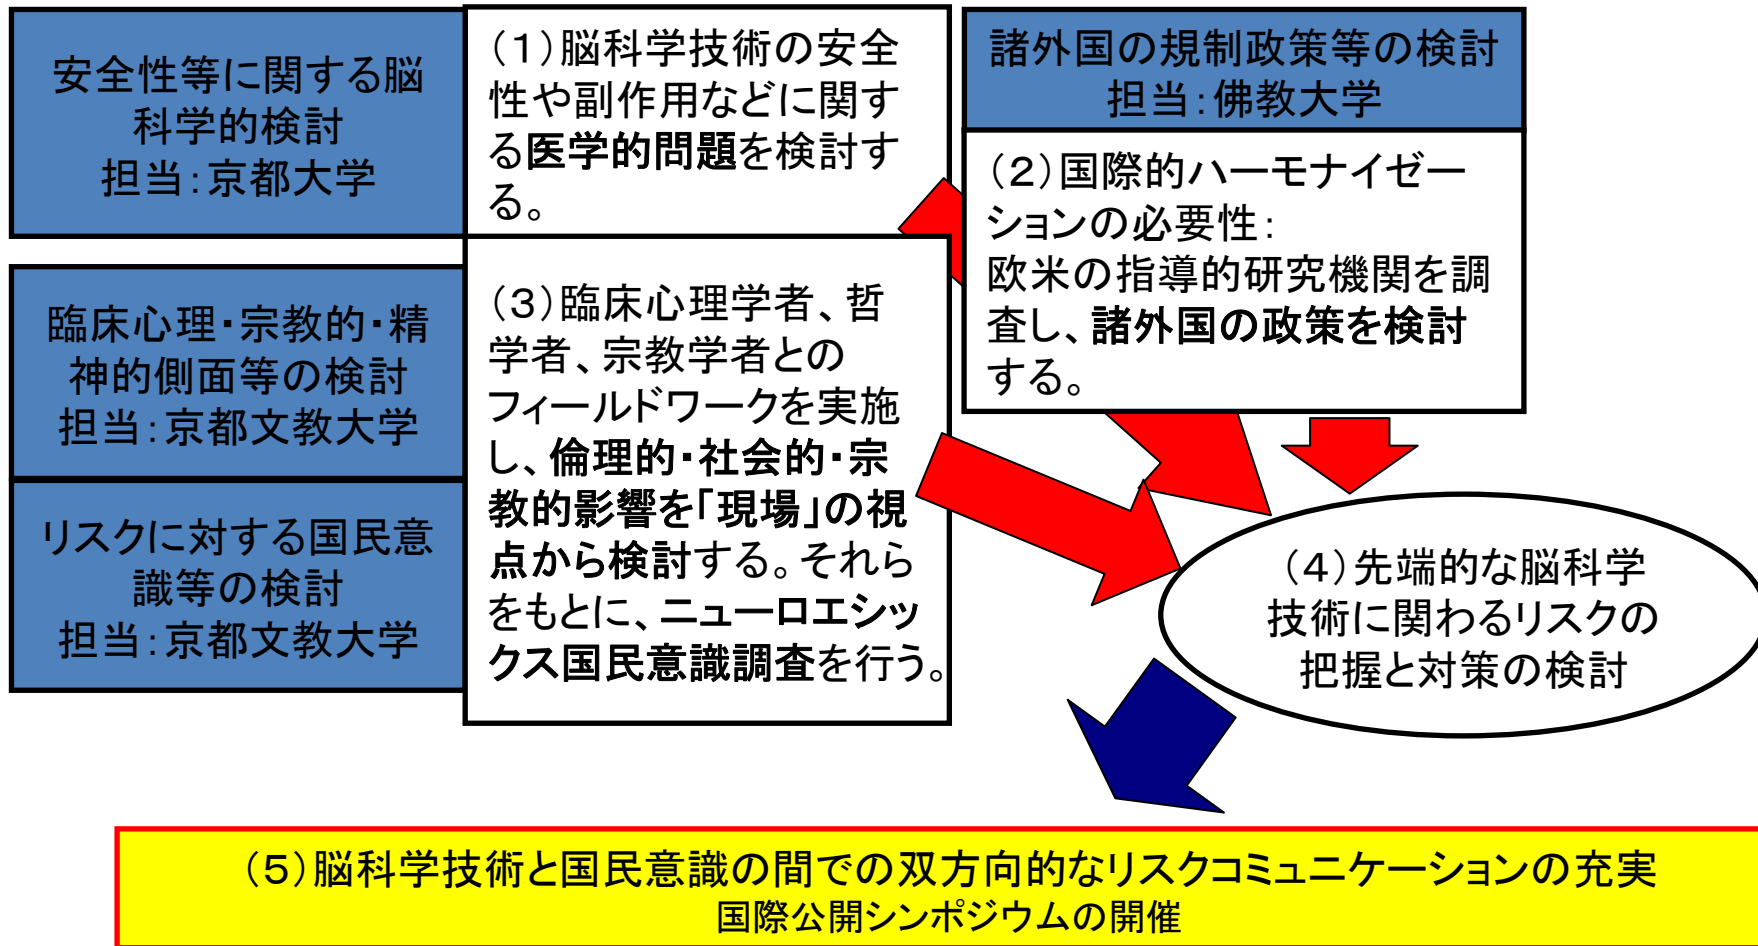 安全性等に関する脳
科学的検討
担当：京都大学
（１）脳科学技術の安全
性や副作用などに関す
る医学的問題を検討す
る。
諸外国の規制政策等の検討
担当：佛教大学
（２）国際的ハーモナイゼー
ションの必要性：
欧米の指導的研究機関を調
査し、諸外国の政策を検討
する。
臨床心理・宗教的・精
神的側面等の検討
担当：京都文教大学
リスクに対する国民意
識等の検討
担当：京都文教大学
（３）臨床心理学者、哲
学者、宗教学者との
フィールドワークを実施
し、倫理的・社会的・宗
教的影響を「現場」の視
点から検討する。それら
をもとに、ニューロエシッ
クス国民意識調査を行う。
（４）先端的な脳科学
技術に関わるリスクの
把握と対策の検討
（５）脳科学技術と国民意識の間での双方向的なリスクコミュニケーションの充実
国際公開シンポジウムの開催